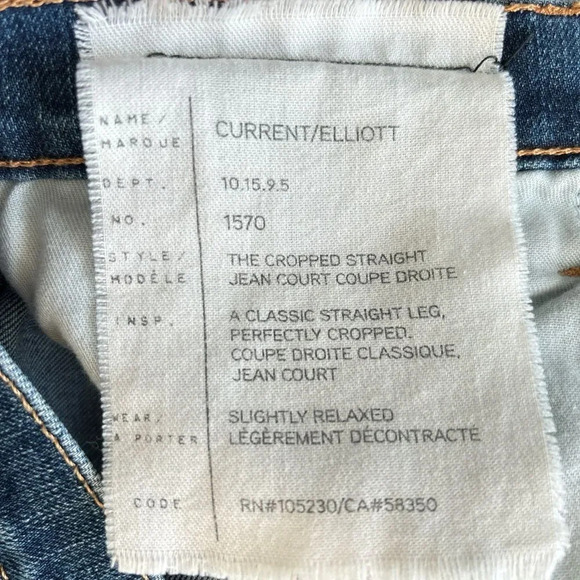 NAME/ CURRENT/ELLIOTT
MARQUE
DEPT. 10.15.9.5
NO. 1570
STYLE/ THE CROPPED STRAIGHT
MODÈLE JEAN COURT COUPE DROITE
INSP. A CLASSIC STRAIGHT LEG,
PERFECTLY CROPPED.
COUPE DROITE CLASSIQUE,
JEAN COURT
WEAR/ SLIGHTLY RELAXED
A PORTER LÉGÈREMENT DÉCONTRACTE
CODE RN#105230/CA#58350